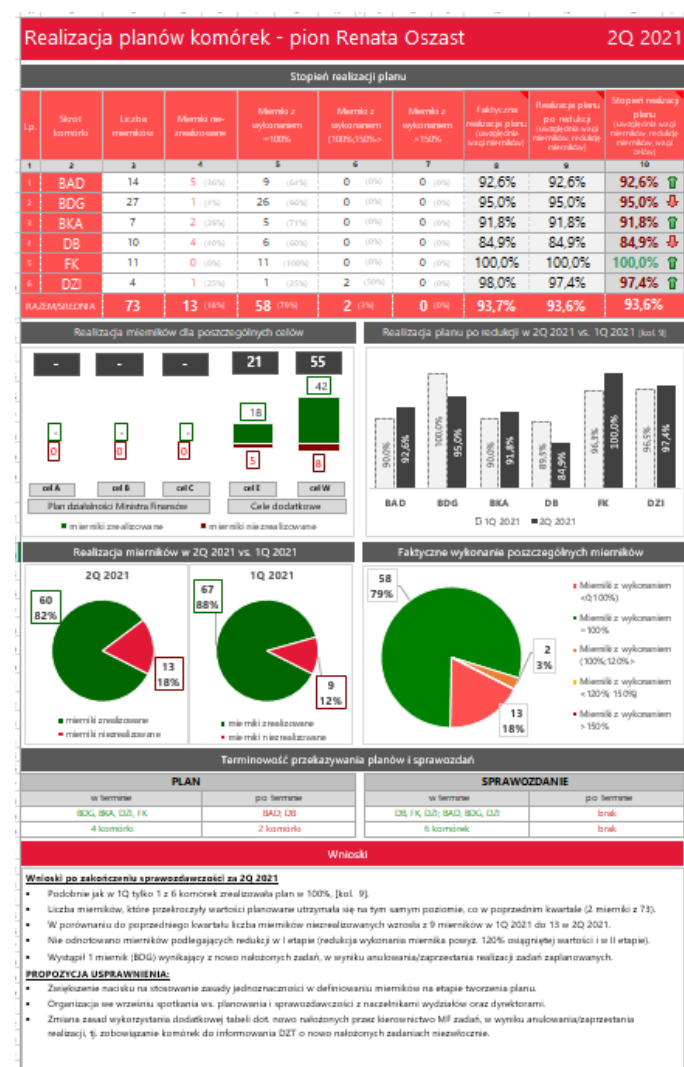 Realizacja planów komórek - pion Renata Oszast 2Q 2021
Stopień realizacji planu
Lp. Skrót komórki Liczba mierników Mierniki nie-zrealizowane Mierniki z wykonaniem =100% Mierniki z wykonaniem (100%;150%> Mierniki z wykonaniem >150% Faktyczna realizacja planu (uwzględnia wagi mierników) Realizacja planu po redukcji (uwzględnia wagi mierników, redukcję mierników) Stopień realizacji planu (uwzględnia wagi mierników, redukcję mierników, wagi celów)
1 2 3 4 5 6 7 8 9 10
1 BAD 14 5 (36%) 9 (64%) 0 (0%) 0 (0%) 92,6% 92,6% 92,6%
2 BDG 27 1 (4%) 26 (96%) 0 (0%) 0 (0%) 95,0% 95,0% 95,0%
3 BKA 7 2 (29%) 5 (71%) 0 (0%) 0 (0%) 91,8% 91,8% 91,8%
4 DB 10 4 (40%) 6 (60%) 0 (0%) 0 (0%) 84,9% 84,9% 84,9%
5 FK 11 0 (0%) 11 (100%) 0 (0%) 0 (0%) 100,0% 100,0% 100,0%
6 DZI 4 1 (25%) 1 (25%) 2 (50%) 0 (0%) 98,0% 97,4% 97,4%
RAZEM/ŚREDNIA 73 13 (18%) 58 (79%) 2 (3%) 0 (0%) 93,7% 93,6% 93,6%
Realizacja mierników dla poszczególnych celów
- - - 21 55
- - - 18 42
0 0 0 5 8
cel A cel B cel C cel E cel W
Plan działalności Ministra Finansów Cele dodatkowe
mierniki zrealizowane mierniki niezrealizowane
Realizacja planu po redukcji w 2Q 2021 vs. 1Q 2021 [kol. 9]
90,0% 92,6% 100,0% 95,0% 90,0% 91,8% 89,5% 84,9% 96,3% 100,0% 96,5% 97,4%
BAD BDG BKA DB FK DZI
1Q 2021 2Q 2021
Realizacja mierników w 2Q 2021 vs. 1Q 2021
2Q 2021
60
82%
13
18%
mierniki zrealizowane
mierniki niezrealizowane
1Q 2021
67
88%
9
12%
mierniki zrealizowane
mierniki niezrealizowane
Faktyczne wykonanie poszczególnych mierników
58
79%
2
3%
13
18%
Mierniki z wykonaniem
<0;100%)
Mierniki z wykonaniem
=100%
Mierniki z wykonaniem
(100%;120%>
Mierniki z wykonaniem
<120%; 150%)
Mierniki z wykonaniem
>150%
Terminowość przekazywania planów i sprawozdań
PLAN SPRAWOZDANIE
w terminie po terminie w terminie po terminie
BDG, BKA, DZI, FK BAD; DB DB, FK, DZI; BAD, BDG, DZI brak
4 komórki 2 komórki 6 komórek brak
Wnioski
Wnioski po zakończeniu sprawozdawczości za 2Q 2021
▪ Podobnie jak w 1Q tylko 1 z 6 komórek zrealizowała plan w 100%, [kol. 9].
▪ Liczba mierników, które przekroczyły wartości planowane utrzymała się na tym samym poziomie, co w poprzednim kwartale (2 mierniki z 73).
▪ W porównaniu do poprzedniego kwartału liczba mierników niezrealizowanych wzrosła z 9 mierników w 1Q 2021 do 13 w 2Q 2021.
▪ Nie odnotowano mierników podlegających redukcji w I etapie (redukcja wykonania miernika powyż. 120% osiągniętej wartości i w II etapie).
▪ Wystąpił 1 miernik (BDG) wynikający z nowo nałożonych zadań, w wyniku anulowania/zaprzestania realizacji zadań zaplanowanych.
PROPOZYCJA USPRAWNIENIA:
▪ Zwiększenie nacisku na stosowanie zasady jednoznaczności w definiowaniu mierników na etapie tworzenia planu.
▪ Organizacja we wrześniu spotkania ws. planowania i sprawozdawczości z naczelnikami wydziałów oraz dyrektorami.
▪ Zmiana zasad wykorzystania dodatkowej tabeli dot. nowo nałożonych przez kierownictwo MF zadań, w wyniku anulowania/zaprzestania
realizacji, tj. zobowiązanie komórek do informowania DZT o nowo nałożonych zadaniach niezwłocznie.